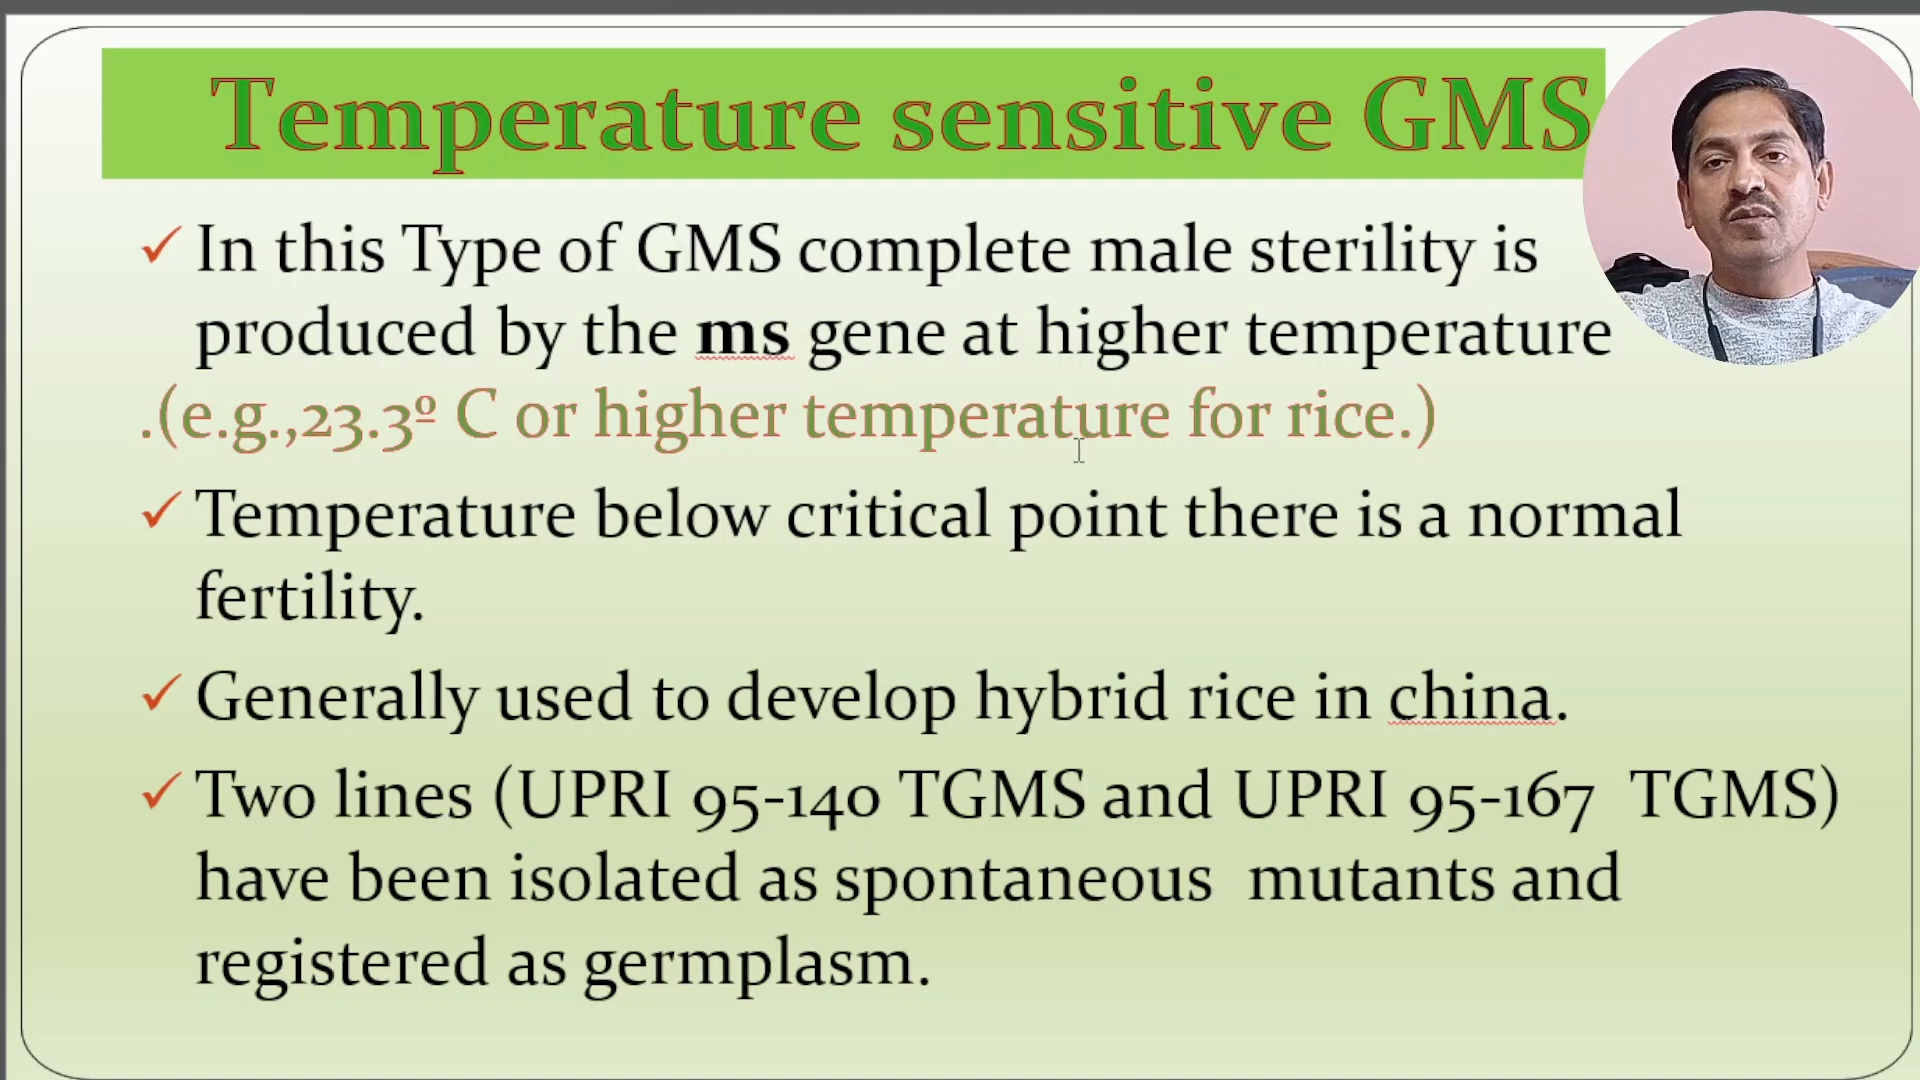 Temperature sensitive GMS
In this Type of GMS complete male sterility is
produced by the ms gene at higher temperature
.(e.g.,23.3º C or higher temperature for rice.)
Temperature below critical point there is a normal
fertility.
Generally used to develop hybrid rice in china.
Two lines (UPRI 95-140 TGMS and UPRI 95-167 TGMS)
have been isolated as spontaneous mutants and
registered as germplasm.